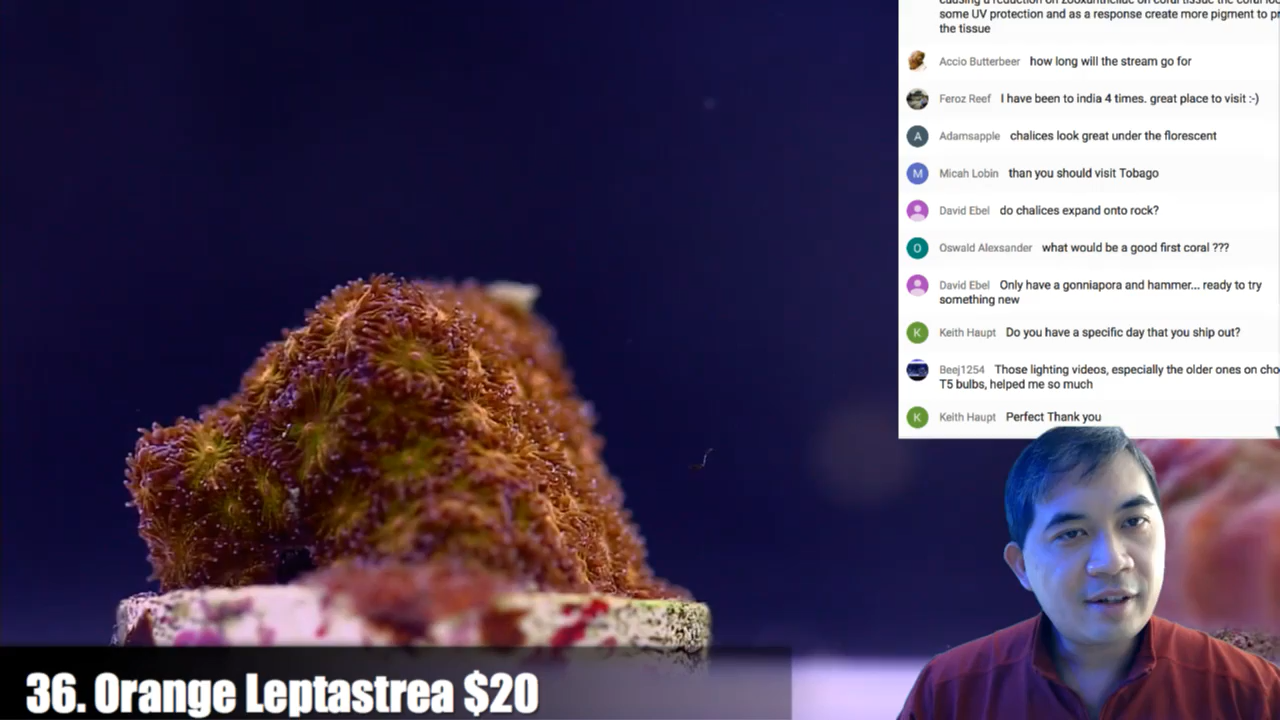 some UV protection and as a response create more pigment to
the tissue
Accio Butterbeer how long will the stream go for
Feroz Reef I have been to india 4 times. great place to visit :-)
A Adamsapple chalices look great under the florescent
M Micah Lobin than you should visit Tobago
David Ebel do chalices expand onto rock?
O Oswald Alexsander what would be a good first coral ???
David Ebel Only have a gonniapora and hammer... ready to try
something new
K Keith Haupt Do you have a specific day that you ship out?
Beej1254 Those lighting videos, especially the older ones on
T5 bulbs, helped me so much
K Keith Haupt Perfect Thank you
36. Orange Leptastrea $20